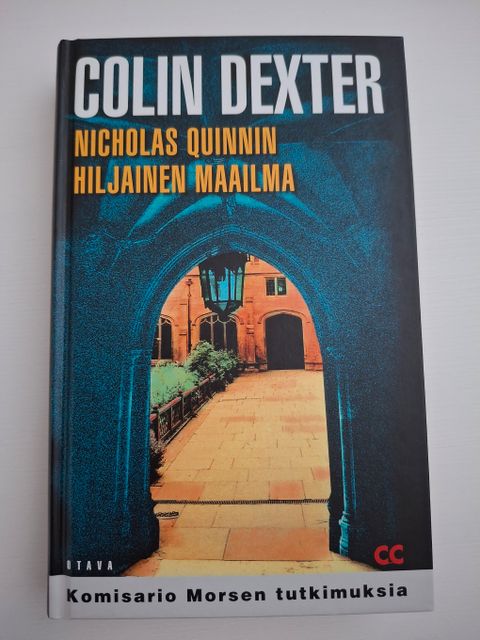 COLIN DEXTER
NICHOLAS QUINNIN
HILJAINEN MAAILMA
OTAVA
CC
Komisario Morsen tutkimuksia